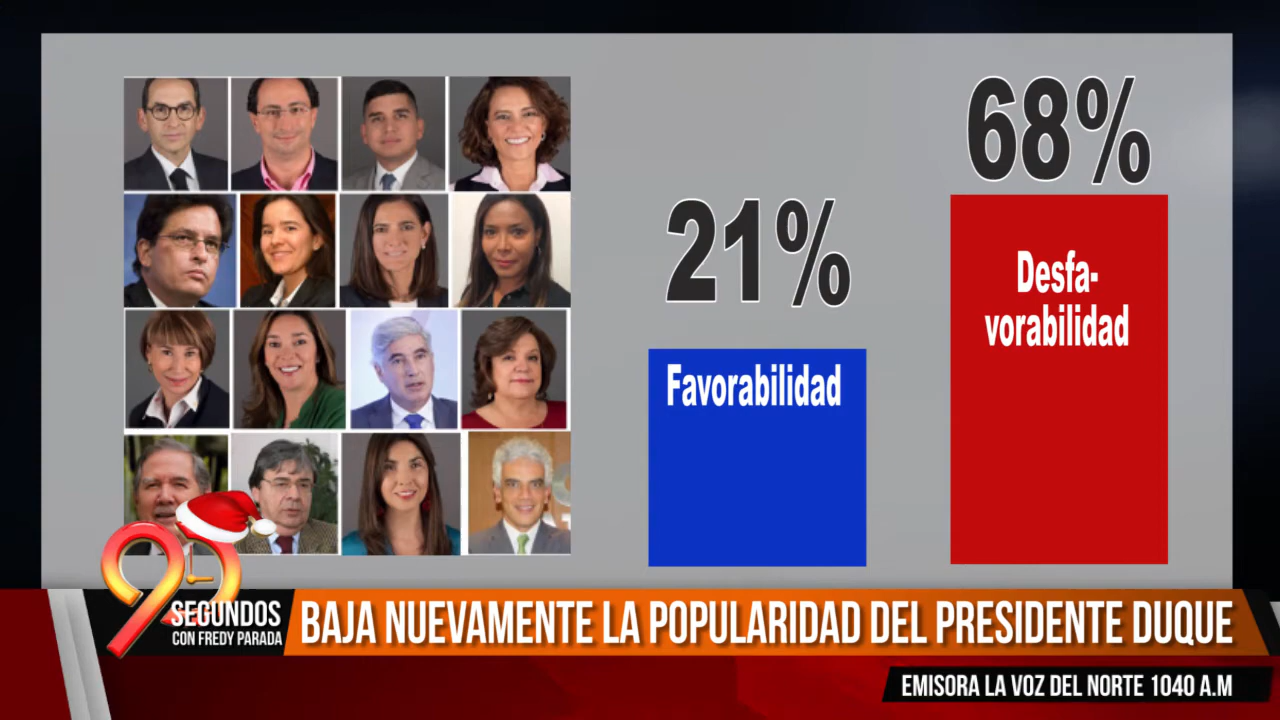 68%
21%
Desfa-
vorabilidad
Favorabilidad
90
SEGUNDOS
CON FREDY PARADA
BAJA NUEVAMENTE LA POPULARIDAD DEL PRESIDENTE DUQUE
EMISORA LA VOZ DEL NORTE 1040 A.M